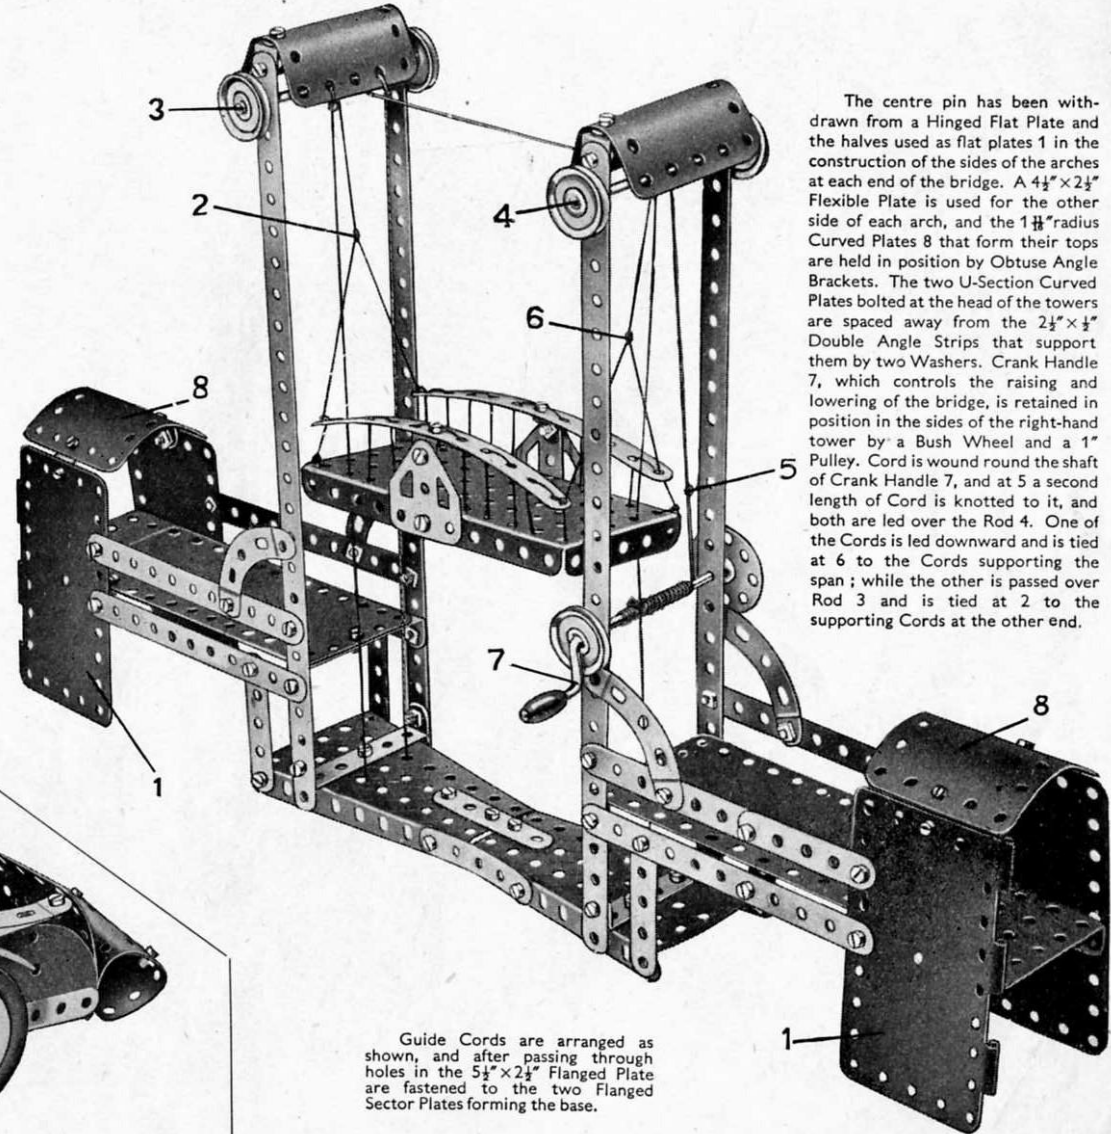 The centre pin has been with-
drawn from a Hinged Flat Plate and
the halves used as flat plates 1 in the
construction of the sides of the arches
at each end of the bridge. A 4½″×2½″
Flexible Plate is used for the other
side of each arch, and the 1 11/16″ radius
Curved Plates 8 that form their tops
are held in position by Obtuse Angle
Brackets. The two U-Section Curved
Plates bolted at the head of the towers
are spaced away from the 2½″×½″
Double Angle Strips that support
them by two Washers. Crank Handle
7, which controls the raising and
lowering of the bridge, is retained in
position in the sides of the right-hand
tower by a Bush Wheel and a 1″
Pulley. Cord is wound round the shaft
of Crank Handle 7, and at 5 a second
length of Cord is knotted to it, and
both are led over the Rod 4. One of
the Cords is led downward and is tied
at 6 to the Cords supporting the
span ; while the other is passed over
Rod 3 and is tied at 2 to the
supporting Cords at the other end.
3
2
4
6
8
5
7
8
1
1
Guide Cords are arranged as
shown, and after passing through
holes in the 5½″×2½″ Flanged Plate
are fastened to the two Flanged
Sector Plates forming the base.